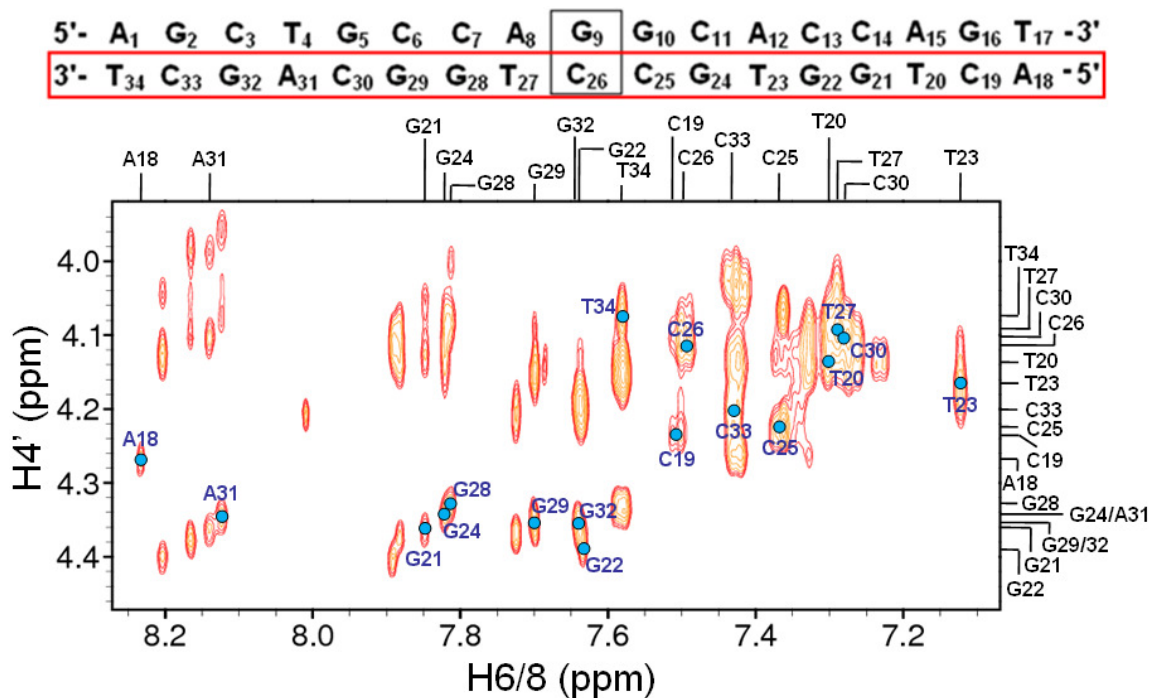 5'- A1 G2 C3 T4 G5 C6 C7 A8 G9 G10 C11 A12 C13 C14 A15 G16 T17 -3'
3'- T34 C33 G32 A31 C30 G29 G28 T27 C26 C25 G24 T23 G22 G21 T20 C19 A18 -5'
G21 G32 C19 T20
A18 A31 G24 G22 C26 C33 C25 T27 T23
G28 G29 T34 C30
4.0
4.1
4.2
4.3
4.4
H4' (ppm)
T34
C26
T27
C30
T20
T23
C33
C25
C19
A18
A31
G28
G24
G29
G32
G21
G22
T34
T27
C30
C26
T20
T23
C33
C25
C19
A18
G28
G24/A31
G29/32
G21
G22
8.2 8.0 7.8 7.6 7.4 7.2
H6/8 (ppm)